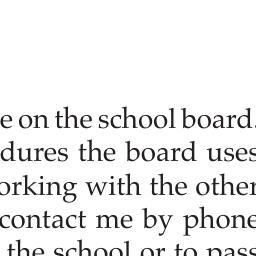 e on the school board.
dures the board uses
orking with the other
contact me by phone
the school or to pass